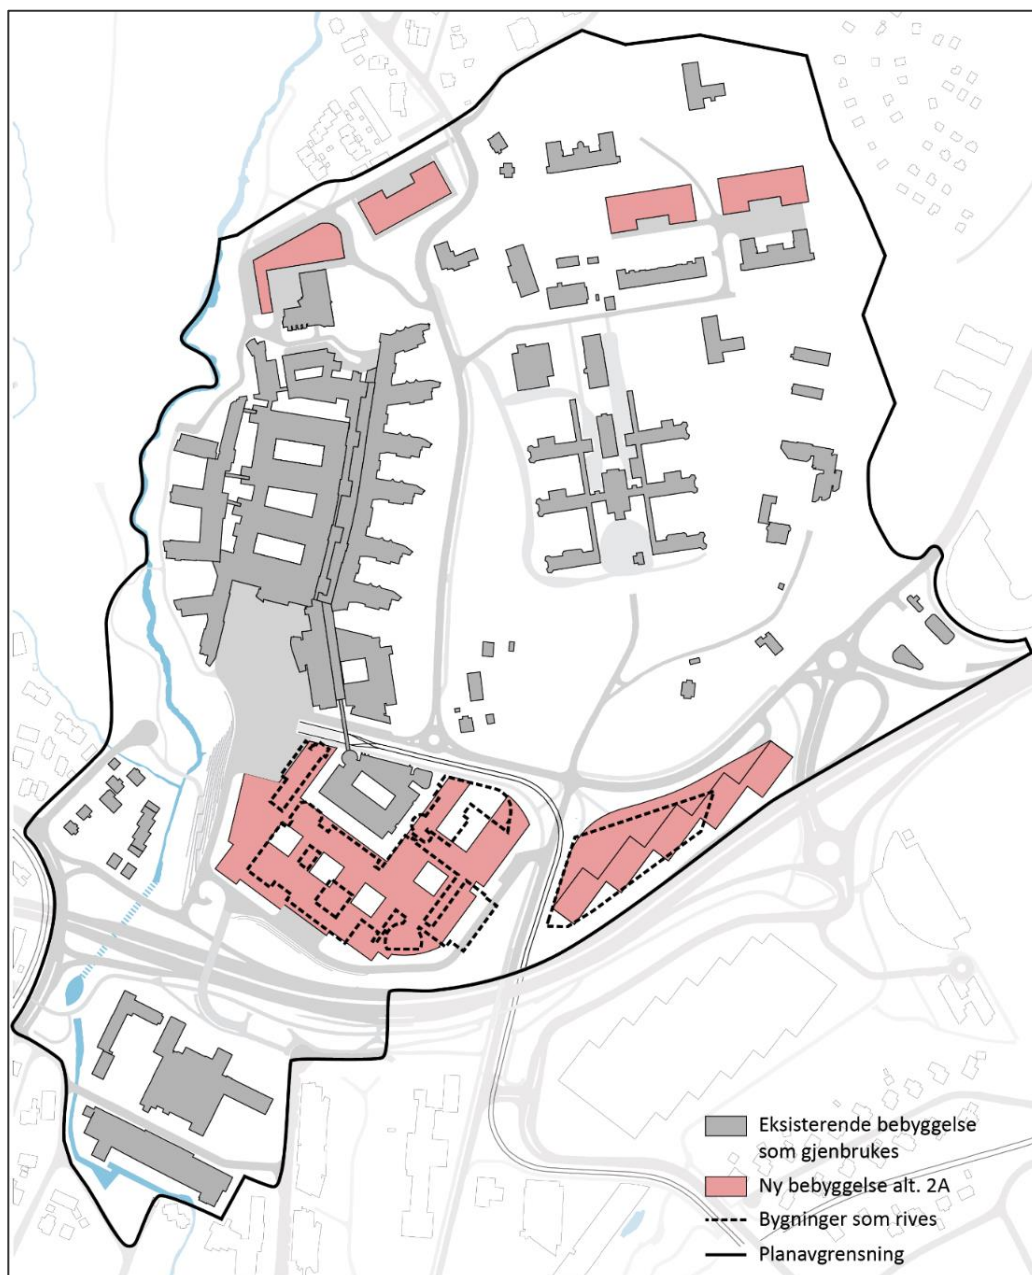 Eksisterende bebyggelse
som gjenbrukes
Ny bebyggelse alt. 2A
Bygninger som rives
Planavgrensning